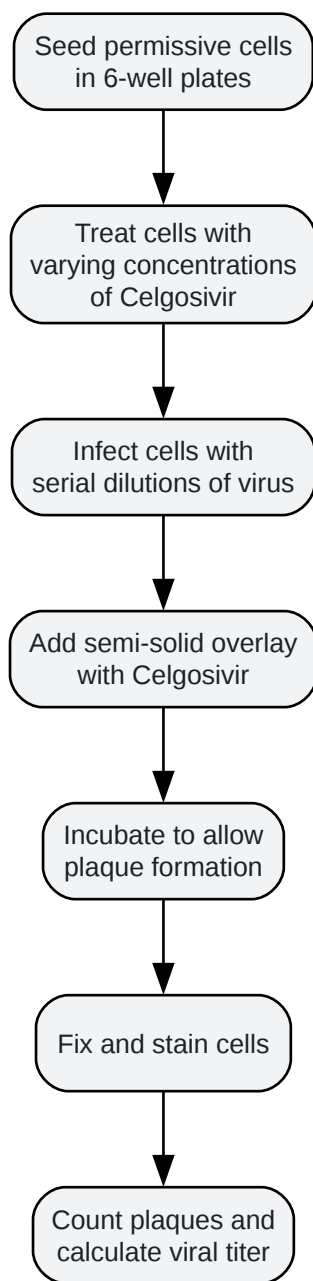 Seed permissive cells
in 6-well plates
Treat cells with
varying concentrations
of Celgosivir
Infect cells with
serial dilutions of virus
Add semi-solid overlay
with Celgosivir
Incubate to allow
plaque formation
Fix and stain cells
Count plaques and
calculate viral titer